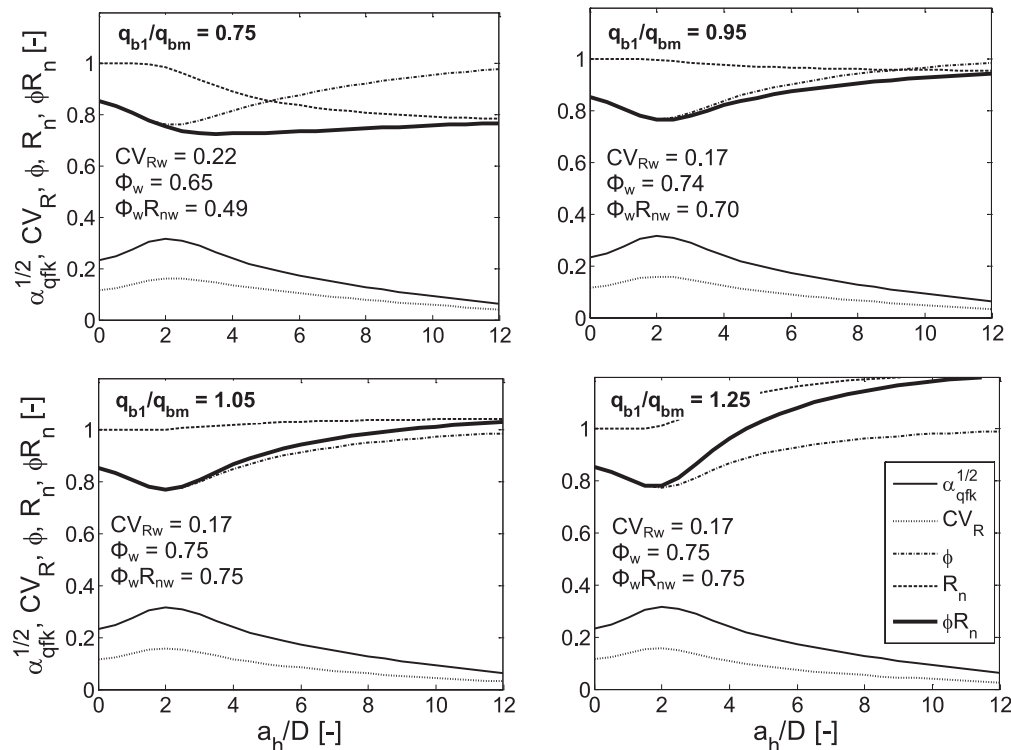 q_b1/q_bm = 0.75
α_qfk^1/2, CV_R, ϕ, R_n, ϕR_n [-]
1
0.8
0.6
0.4
0.2
0
CV_Rw = 0.22
Φ_w = 0.65
Φ_wR_nw = 0.49
0 2 4 6 8 10 12
q_b1/q_bm = 0.95
1
0.8
0.6
0.4
0.2
0
CV_Rw = 0.17
Φ_w = 0.74
Φ_wR_nw = 0.70
0 2 4 6 8 10 12
q_b1/q_bm = 1.05
α_qfk^1/2, CV_R, ϕ, R_n, ϕR_n [-]
1
0.8
0.6
0.4
0.2
0
CV_Rw = 0.17
Φ_w = 0.75
Φ_wR_nw = 0.75
0 2 4 6 8 10 12
a_h/D [-]
q_b1/q_bm = 1.25
1
0.8
0.6
0.4
0.2
0
CV_Rw = 0.17
Φ_w = 0.75
Φ_wR_nw = 0.75
α_qfk^1/2
CV_R
ϕ
R_n
ϕR_n
0 2 4 6 8 10 12
a_h/D [-]